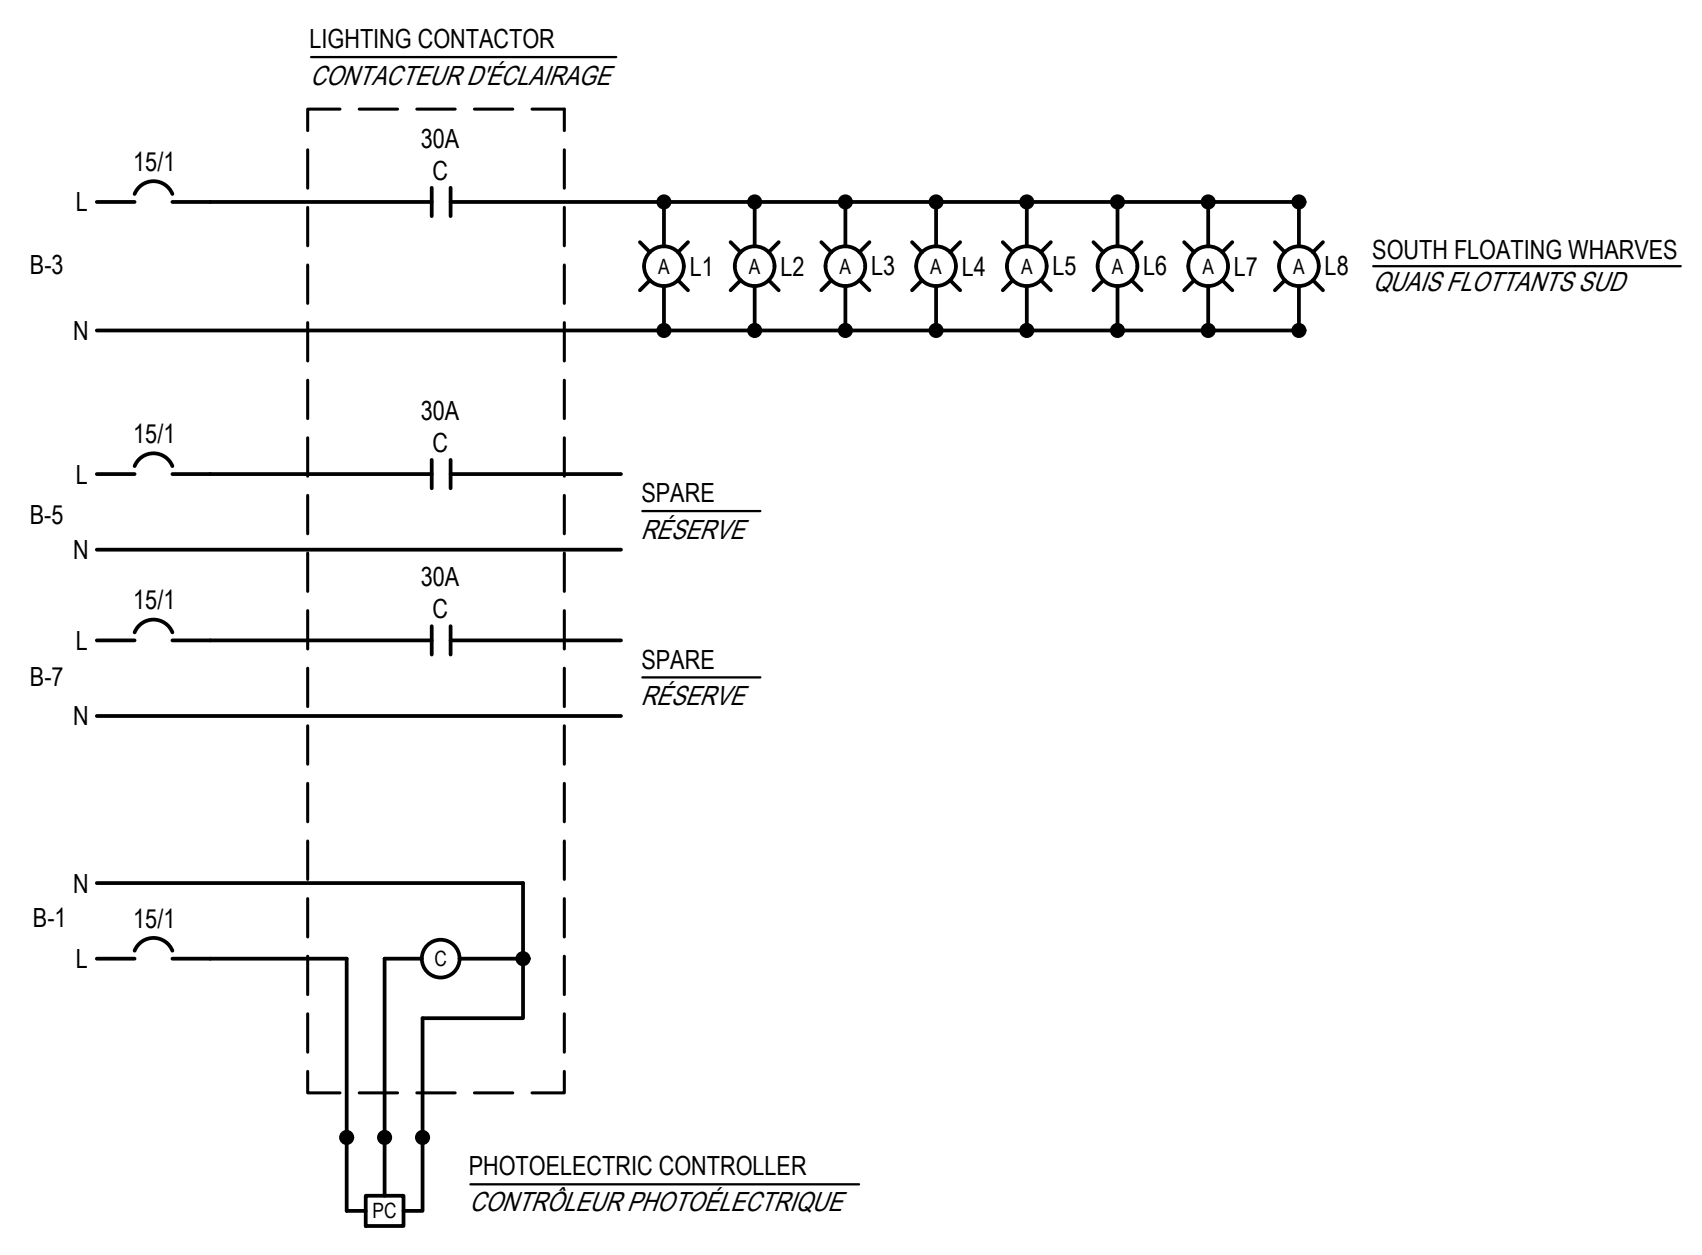 LIGHTING CONTACTOR
CONTACTEUR D'ÉCLAIRAGE
30A
15/1
C
L
B-3
A L1 A L2 A L3 A L4 A L5 A L6 A L7 A L8
SOUTH FLOATING WHARVES
QUAIS FLOTTANTS SUD
N
30A
15/1
C
L
SPARE
B-5
RÉSERVE
N
30A
15/1
C
L
SPARE
B-7
RÉSERVE
N
N
B-1
15/1
L
C
PHOTOELECTRIC CONTROLLER
CONTRÔLEUR PHOTOÉLECTRIQUE
PC